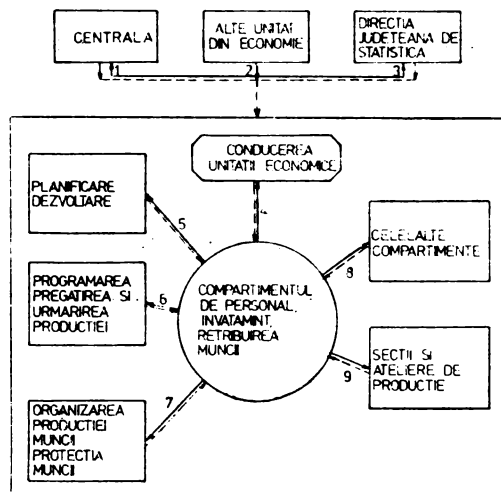 CENTRALA
ALTE UNITAI
DIN ECONOMIE
DIRECTIA
JUDETEANA DE
STATISTICA
1
2
3
CONDUCEREA
UNITATII ECONOMICE
4
PLANIFICARE
DEZVOLTARE
5
PROGRAMAREA
PREGATIREA SI
URMARIREA
PRODUCTIEI
6
ORGANIZAREA
PRODUCTIEI
MUNCII
PROTECTIA
MUNCII
7
COMPARTIMENTUL
DE PERSONAL,
INVATAMINT,
RETRIBUIREA
MUNCII
CELELALTE
COMPARTIMENTE
8
SECTII SI
ATELIERE DE
PRODUCTIE
9